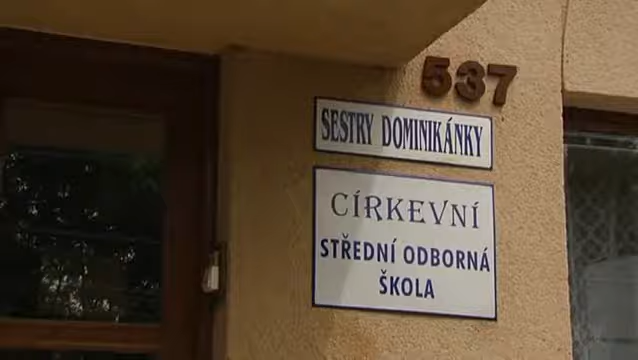 537
SESTRY DOMINIKÁNKY
CÍRKEVNÍ
STŘEDNÍ ODBORNÁ
ŠKOLA